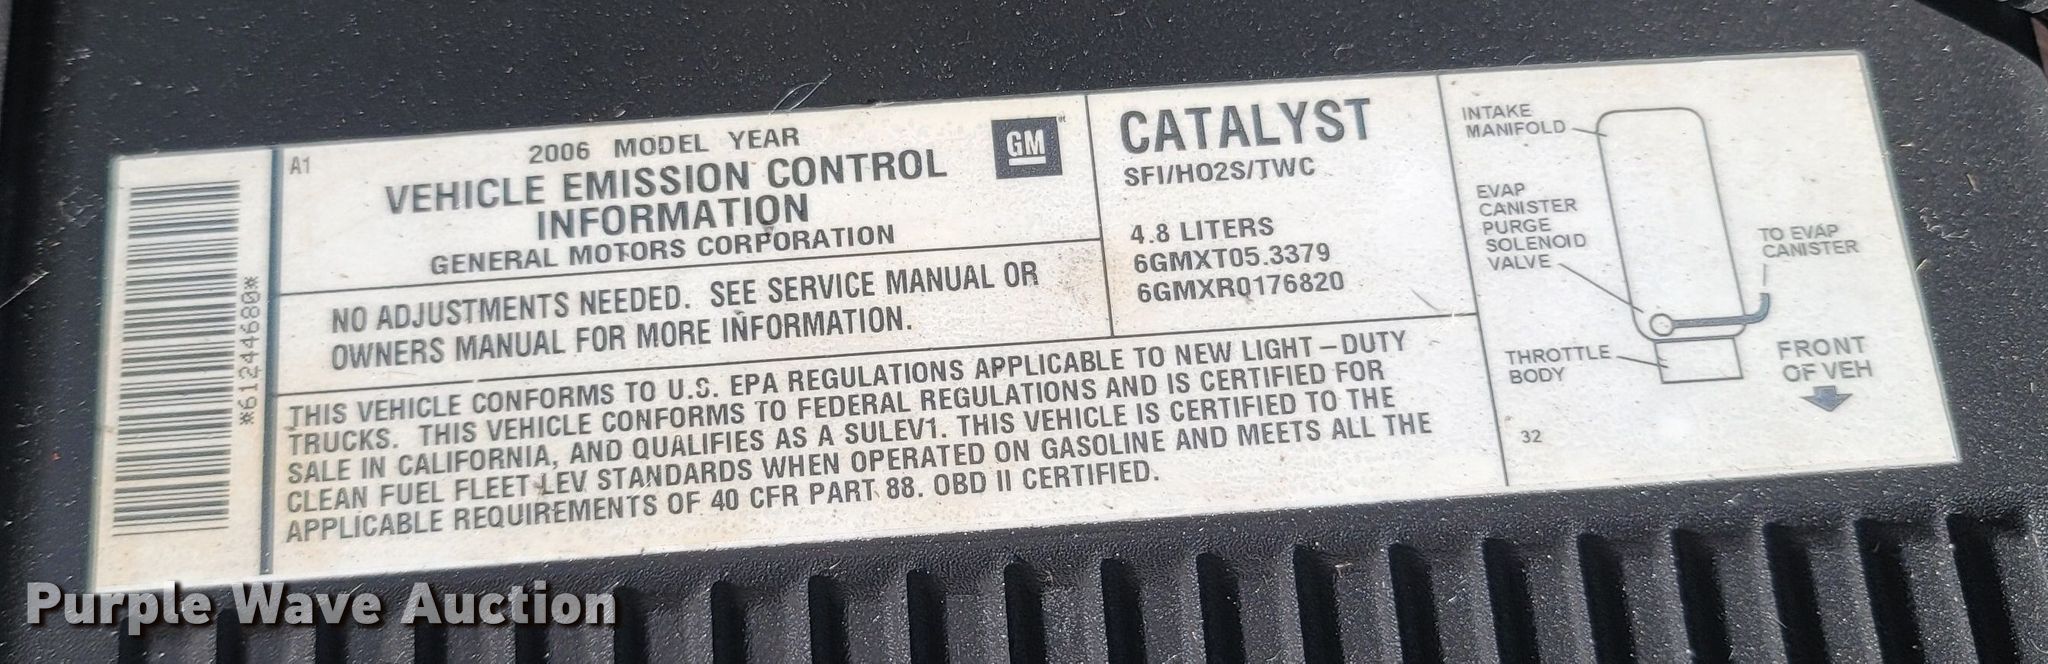 *612444680*
A1
2006 MODEL YEAR
VEHICLE EMISSION CONTROL
INFORMATION
GENERAL MOTORS CORPORATION
GM
NO ADJUSTMENTS NEEDED. SEE SERVICE MANUAL OR
OWNERS MANUAL FOR MORE INFORMATION.
CATALYST
SFI/HO2S/TWC
4.8 LITERS
6GMXT05.3379
6GMXR0176820
THIS VEHICLE CONFORMS TO U.S. EPA REGULATIONS APPLICABLE TO NEW LIGHT-DUTY
TRUCKS. THIS VEHICLE CONFORMS TO FEDERAL REGULATIONS AND IS CERTIFIED FOR
SALE IN CALIFORNIA, AND QUALIFIES AS A SULEV1. THIS VEHICLE IS CERTIFIED TO THE
CLEAN FUEL FLEET LEV STANDARDS WHEN OPERATED ON GASOLINE AND MEETS ALL THE
APPLICABLE REQUIREMENTS OF 40 CFR PART 88. OBD II CERTIFIED.
INTAKE
MANIFOLD
EVAP
CANISTER
PURGE
SOLENOID
VALVE
TO EVAP
CANISTER
THROTTLE
BODY
FRONT
OF VEH
32
Purple Wave Auction